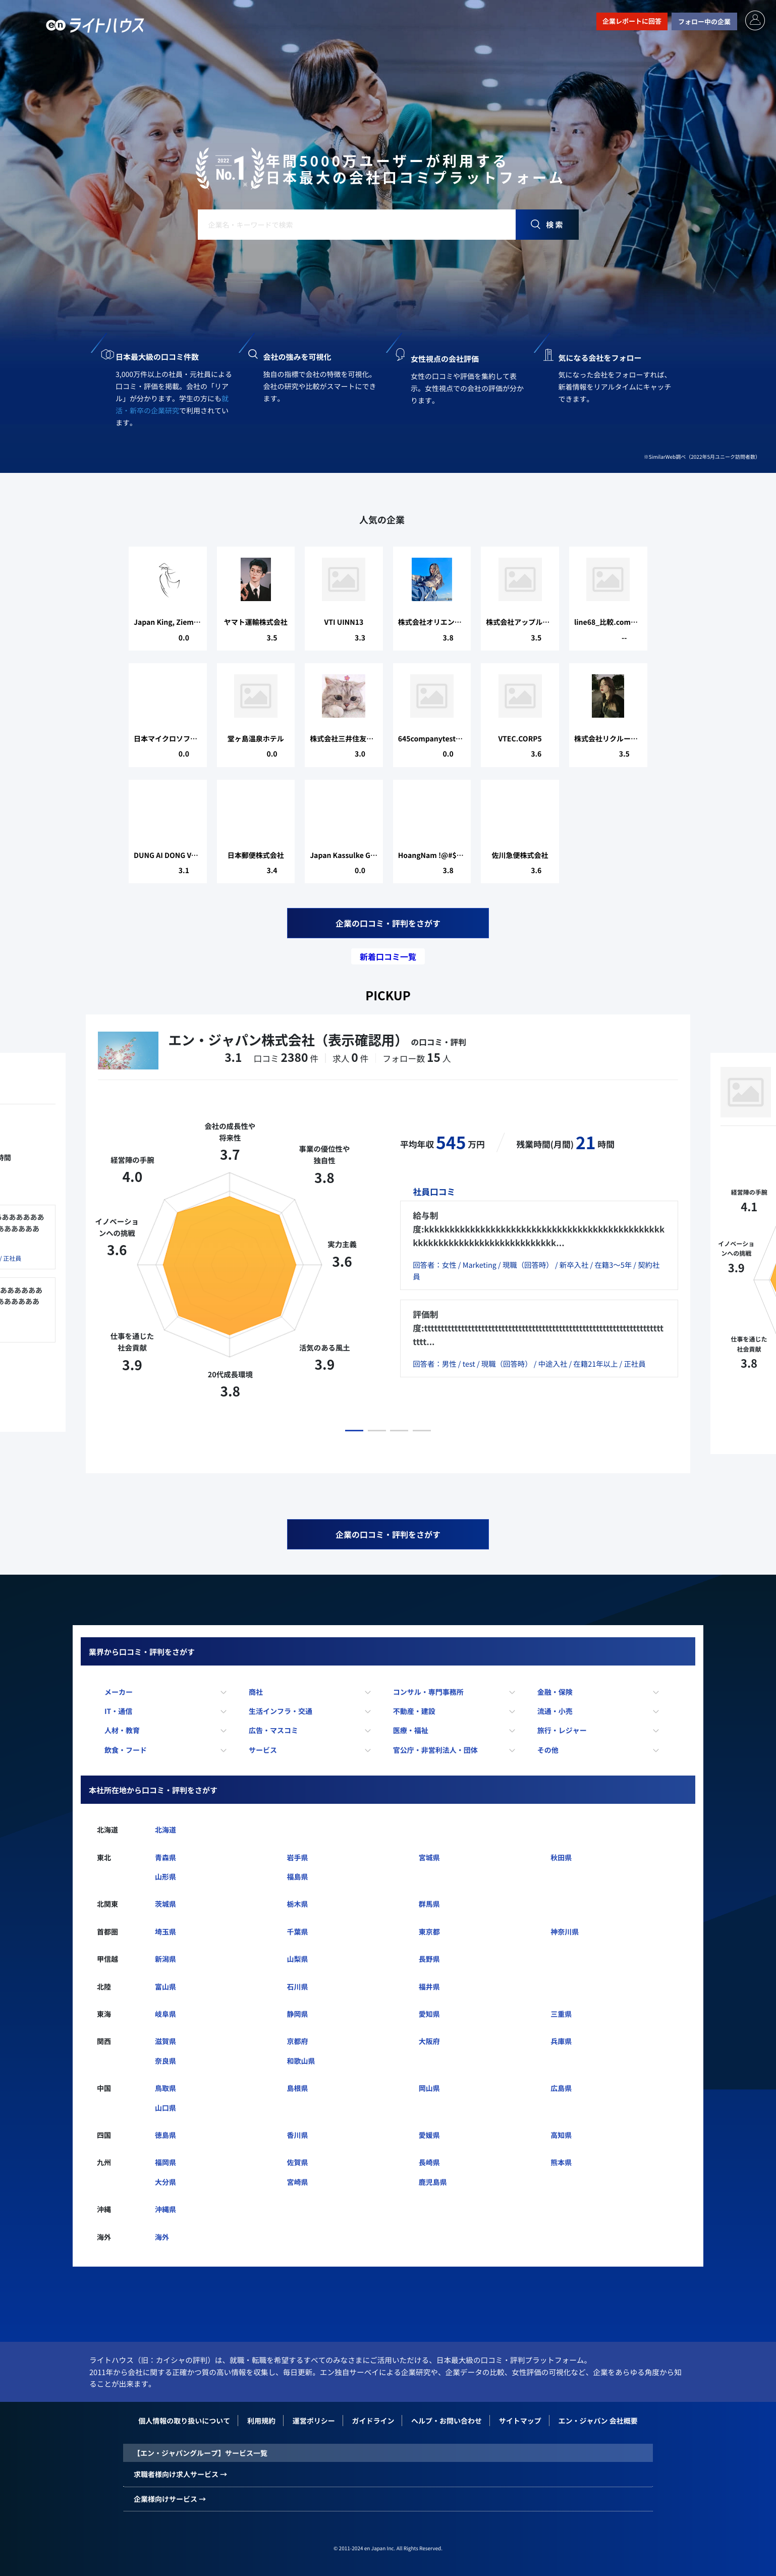 en ライトハウス
企業レポートに回答
フォロー中の企業
2022
No.1
年間5000万ユーザーが利用する
日本最大の会社口コミプラットフォーム
企業名・キーワードで検索
検索
日本最大級の口コミ件数
3,000万件以上の社員・元社員による
口コミ・評価を掲載。会社の「リア
ル」が分かります。学生の方にも就
活・新卒の企業研究で利用されてい
ます。
会社の強みを可視化
独自の指標で会社の特徴を可視化。
会社の研究や比較がスマートにでき
ます。
女性視点の会社評価
女性の口コミや評価を集約して表
示。女性視点での会社の評価が分か
ります。
気になる会社をフォロー
気になった会社をフォローすれば、
新着情報をリアルタイムにキャッチ
できます。
※SimilarWeb調べ（2022年5月ユニーク訪問者数）
人気の企業
Japan King, Ziem…
0.0
ヤマト運輸株式会社
3.5
VTI UINN13
3.3
株式会社オリエン…
3.8
株式会社アップル…
3.5
line68_比較.com…
--
日本マイクロソフ…
0.0
堂ヶ島温泉ホテル
0.0
株式会社三井住友…
3.0
645companytest…
0.0
VTEC.CORP5
3.6
株式会社リクルー…
3.5
DUNG AI DONG V…
3.1
日本郵便株式会社
3.4
Japan Kassulke G…
0.0
HoangNam !@#$…
3.8
佐川急便株式会社
3.6
企業の口コミ・評判をさがす
新着口コミ一覧
PICKUP
エン・ジャパン株式会社（表示確認用） の口コミ・評判
3.1 口コミ 2380 件 求人 0 件 フォロー数 15 人
会社の成長性や
将来性
3.7
事業の優位性や
独自性
3.8
実力主義
3.6
活気のある風土
3.9
20代成長環境
3.8
仕事を通じた
社会貢献
3.9
イノベーショ
ンへの挑戦
3.6
経営陣の手腕
4.0
平均年収 545 万円 残業時間(月間) 21 時間
社員口コミ
給与制
度:kkkkkkkkkkkkkkkkkkkkkkkkkkkkkkkkkkkkkkkkkkkkkkk
kkkkkkkkkkkkkkkkkkkkkkkkkkkk…
回答者：女性 / Marketing / 現職（回答時） / 新卒入社 / 在籍3～5年 / 契約社
員
評価制
度:tttttttttttttttttttttttttttttttttttttttttttttttttttttttttttttttttttttttt
tttt…
回答者：男性 / test / 現職（回答時） / 中途入社 / 在籍21年以上 / 正社員
時間
ああああああ
ああああああ
/ 正社員
ああああああ
ああああああ
経営陣の手腕
4.1
イノベーショ
ンへの挑戦
3.9
仕事を通じた
社会貢献
3.8
企業の口コミ・評判をさがす
業界から口コミ・評判をさがす
メーカー 商社 コンサル・専門事務所 金融・保険
IT・通信 生活インフラ・交通 不動産・建設 流通・小売
人材・教育 広告・マスコミ 医療・福祉 旅行・レジャー
飲食・フード サービス 官公庁・非営利法人・団体 その他
本社所在地から口コミ・評判をさがす
北海道 北海道
東北 青森県 岩手県 宮城県 秋田県
山形県 福島県
北関東 茨城県 栃木県 群馬県
首都圏 埼玉県 千葉県 東京都 神奈川県
甲信越 新潟県 山梨県 長野県
北陸 富山県 石川県 福井県
東海 岐阜県 静岡県 愛知県 三重県
関西 滋賀県 京都府 大阪府 兵庫県
奈良県 和歌山県
中国 鳥取県 島根県 岡山県 広島県
山口県
四国 徳島県 香川県 愛媛県 高知県
九州 福岡県 佐賀県 長崎県 熊本県
大分県 宮崎県 鹿児島県
沖縄 沖縄県
海外 海外
ライトハウス（旧：カイシャの評判）は、就職・転職を希望するすべてのみなさまにご活用いただける、日本最大級の口コミ・評判プラットフォーム。
2011年から会社に関する正確かつ質の高い情報を収集し、毎日更新。エン独自サーベイによる企業研究や、企業データの比較、女性評価の可視化など、企業をあらゆる角度から知
ることが出来ます。
個人情報の取り扱いについて 利用規約 運営ポリシー ガイドライン ヘルプ・お問い合わせ サイトマップ エン・ジャパン 会社概要
【エン・ジャパングループ】サービス一覧
求職者様向け求人サービス →
企業様向けサービス →
© 2011-2024 en Japan Inc. All Rights Reserved.